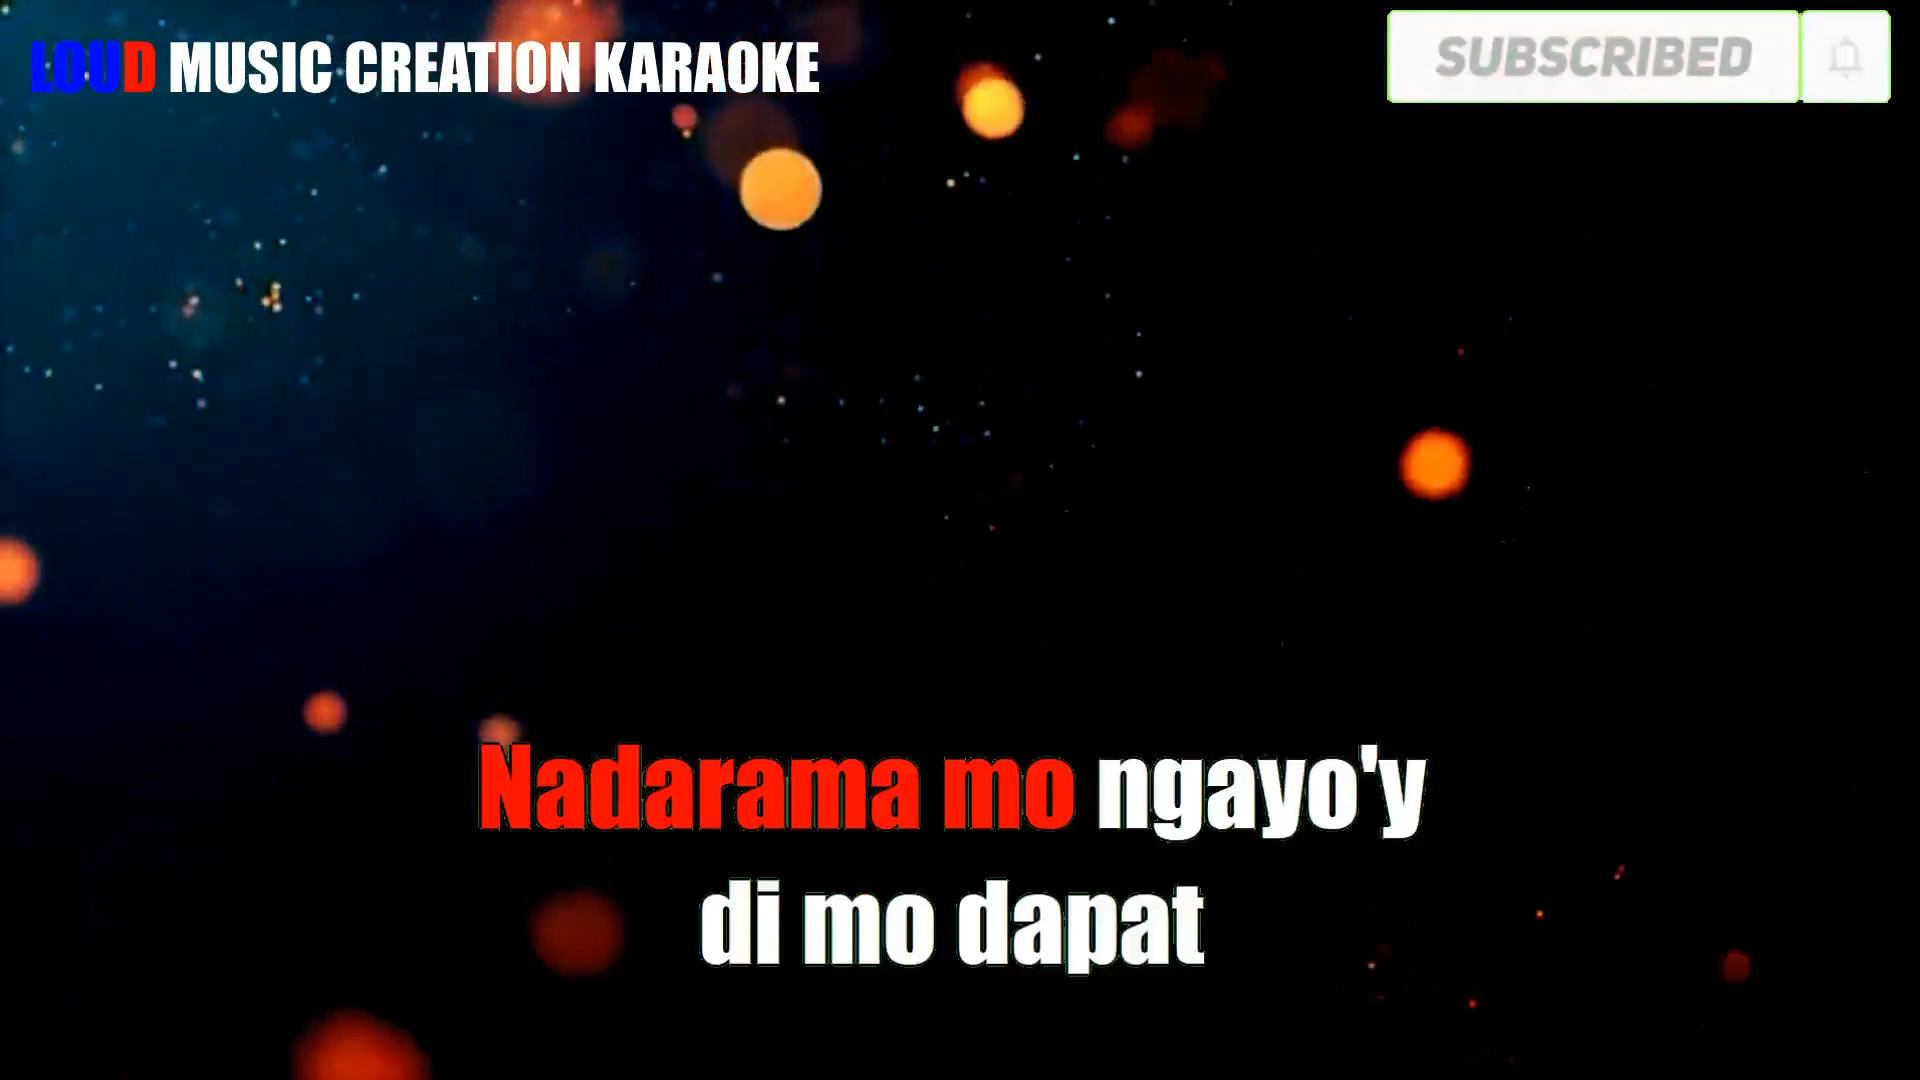 LOUD MUSIC CREATION KARAOKE
SUBSCRIBED
Nadarama mo ngayo'y
di mo dapat